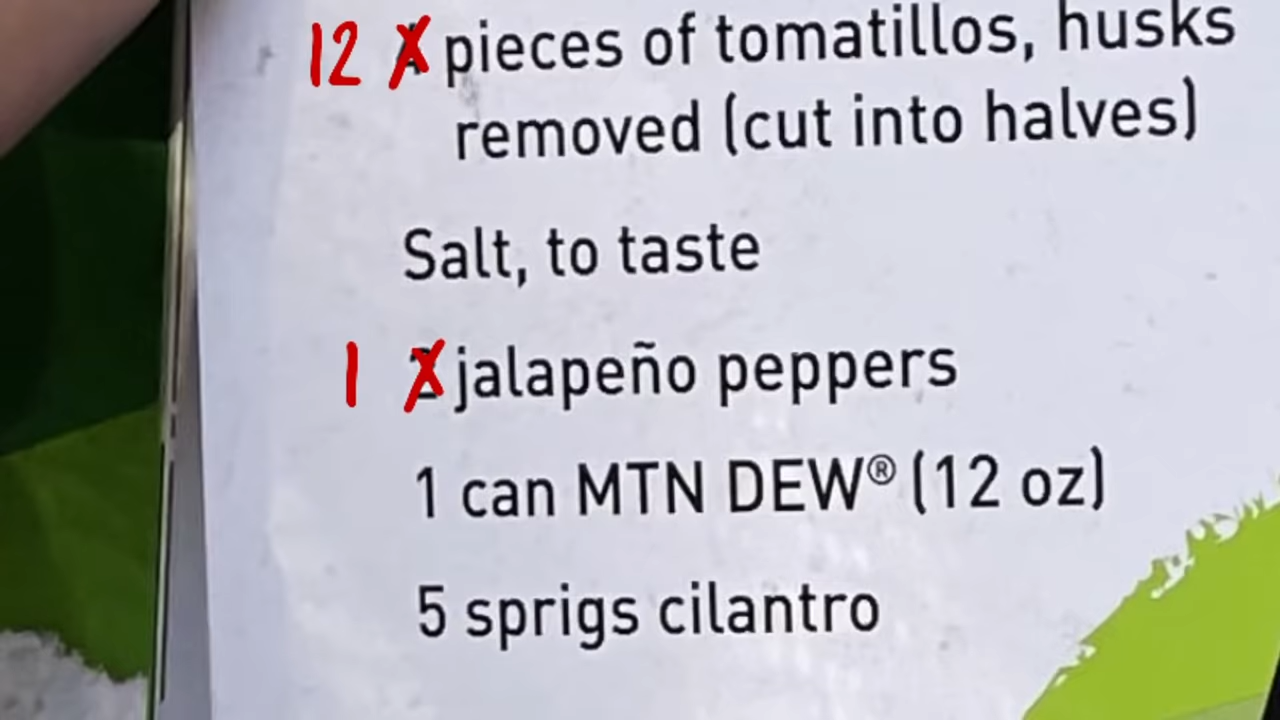 12 pieces of tomatillos, husks
removed (cut into halves)
Salt, to taste
1 jalapeño peppers
1 can MTN DEW® (12 oz)
5 sprigs cilantro